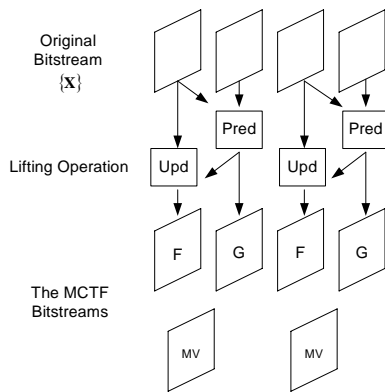 Original
Bitstream
{X}
Pred
Pred
Lifting Operation
Upd
Upd
F
G
F
G
The MCTF
Bitstreams
MV
MV